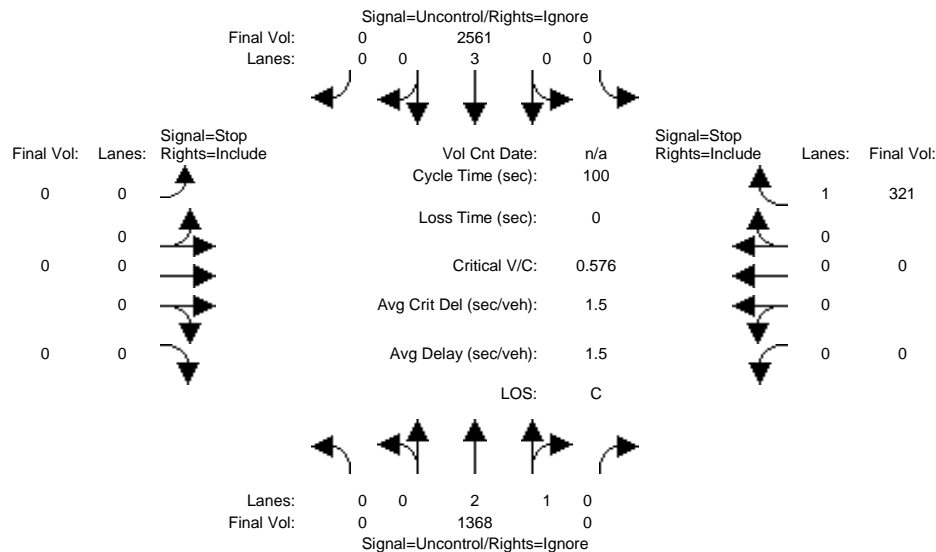 Signal=Uncontrol/Rights=Ignore
Final Vol: 0 2561 0
Lanes: 0 0 3 0 0
Signal=Stop Signal=Stop
Final Vol: Lanes: Rights=Include Vol Cnt Date: n/a Rights=Include Lanes: Final Vol:
Cycle Time (sec): 100
0 0 1 321
Loss Time (sec): 0
0 0
0 0 Critical V/C: 0.576 0 0
0 Avg Crit Del (sec/veh): 1.5 0
0 0 Avg Delay (sec/veh): 1.5 0 0
LOS: C
Lanes: 0 0 2 1 0
Final Vol: 0 1368 0
Signal=Uncontrol/Rights=Ignore